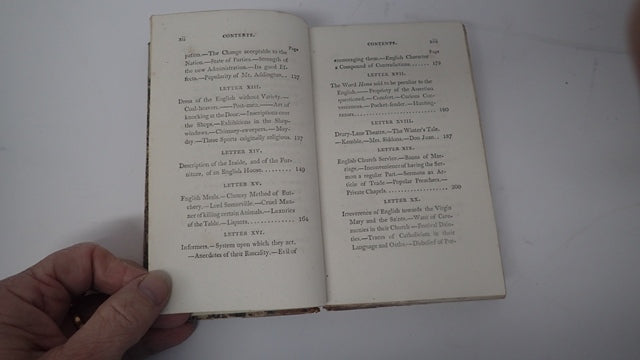 xii CONTENTS.
Page
pation.—The Change acceptable to the
Nation.—State of Parties.—Strength of
the new Administration.—Its good Ef-
fects.—Popularity of Mr. Addington.. 127
LETTER XIII.
Dress of the English without Variety.—
Coal-heavers.—Post-men.—Art of
knocking at the Door.—Inscriptions over
the Shops.—Exhibitions in the Shop-
windows.—Chimney-sweepers.—May-
day.—These Sports originally religious. 137
LETTER XIV.
Description of the Inside, and of the Fur-
niture, of an English House. ........ 149
LETTER XV.
English Meals.—Clumsy Method of But-
chery.—Lord Somerville.—Cruel Man-
ner of killing certain Animals.—Luxuries
of the Table.—Liquors. .......... 164
LETTER XVI.
Informers.—System upon which they act.
—Anecdotes of their Rascality.—Evil of
CONTENTS. xiii
Page
encouraging them.—English Character
a Compound of Contradictions...... 179
LETTER XVII.
The Word Home said to be peculiar to the
English.—Propriety of the Assertion
questioned.—Comfort.—Curious Con-
veniences.—Pocket-fender.—Hunting-
razors. 190
LETTER XVIII.
Drury-Lane Theatre.—The Winter's Tale.
—Kemble.—Mrs. Siddons.—Don Juan.. 197
LETTER XIX.
English Church Service.—Banns of Mar-
riage.—Inconvenience of having the Ser-
mon a regular Part.—Sermons an Ar-
ticle of Trade.—Popular Preachers.—
Private Chapels. .................. 206
LETTER XX.
Irreverence of English towards the Virgin
Mary and the Saints.—Want of Cere-
monies in their Church.—Festival Dain-
ties.—Traces of Catholicism in their
Language and Oaths.—Disbelief of Pur-